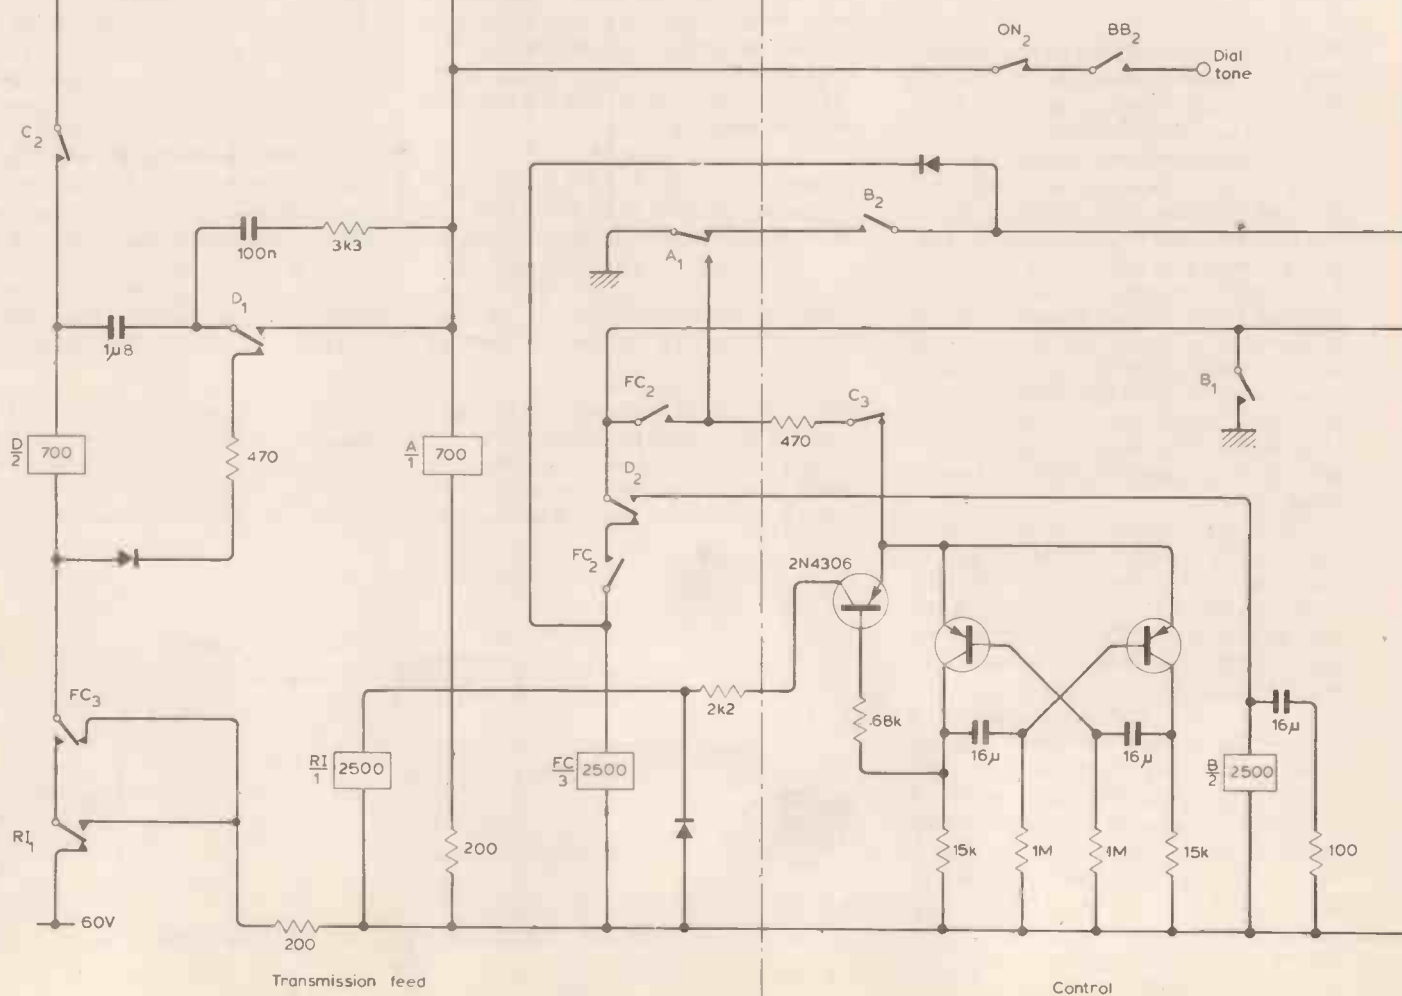 ON2 BB2
Dial
tone
C2
B2
100n 3k3
A1
D1
1µ8
B1
FC2 C3
D/2 700 470 A/1 700 470
D2
FC2
2N4306
FC3
2k2 68k
16µ 16µ 16µ
RI/1 2500 FC/3 2500 B/2 2500
RI1
200 15k 1M 1M 15k 100
60V
200
Transmission feed
Control